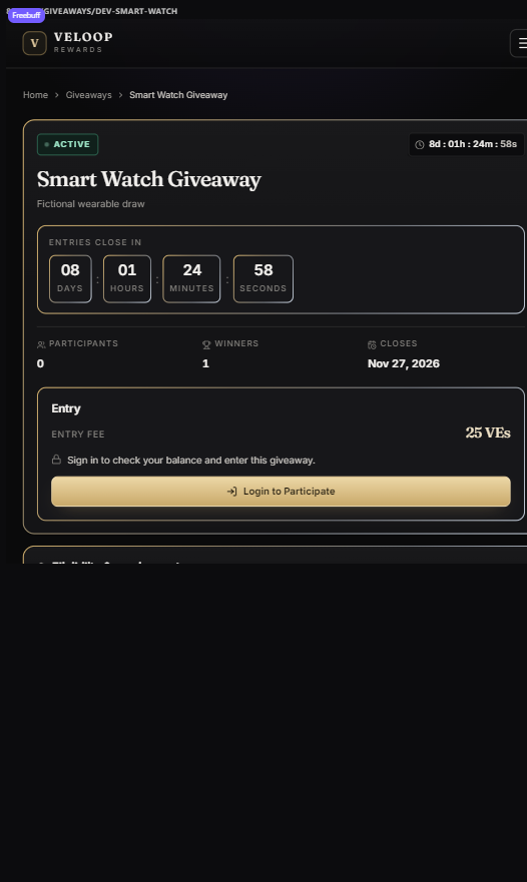 GIVEAWAYS/DEV-SMART-WATCH
Freebuff
V VELOOP
REWARDS
Home > Giveaways > Smart Watch Giveaway
ACTIVE
8d : 01h : 24m : 58s
Smart Watch Giveaway
Fictional wearable draw
ENTRIES CLOSE IN
08 : 01 : 24 : 58
DAYS HOURS MINUTES SECONDS
PARTICIPANTS WINNERS CLOSES
0 1 Nov 27, 2026
Entry
ENTRY FEE 25 VEs
Sign in to check your balance and enter this giveaway.
Login to Participate